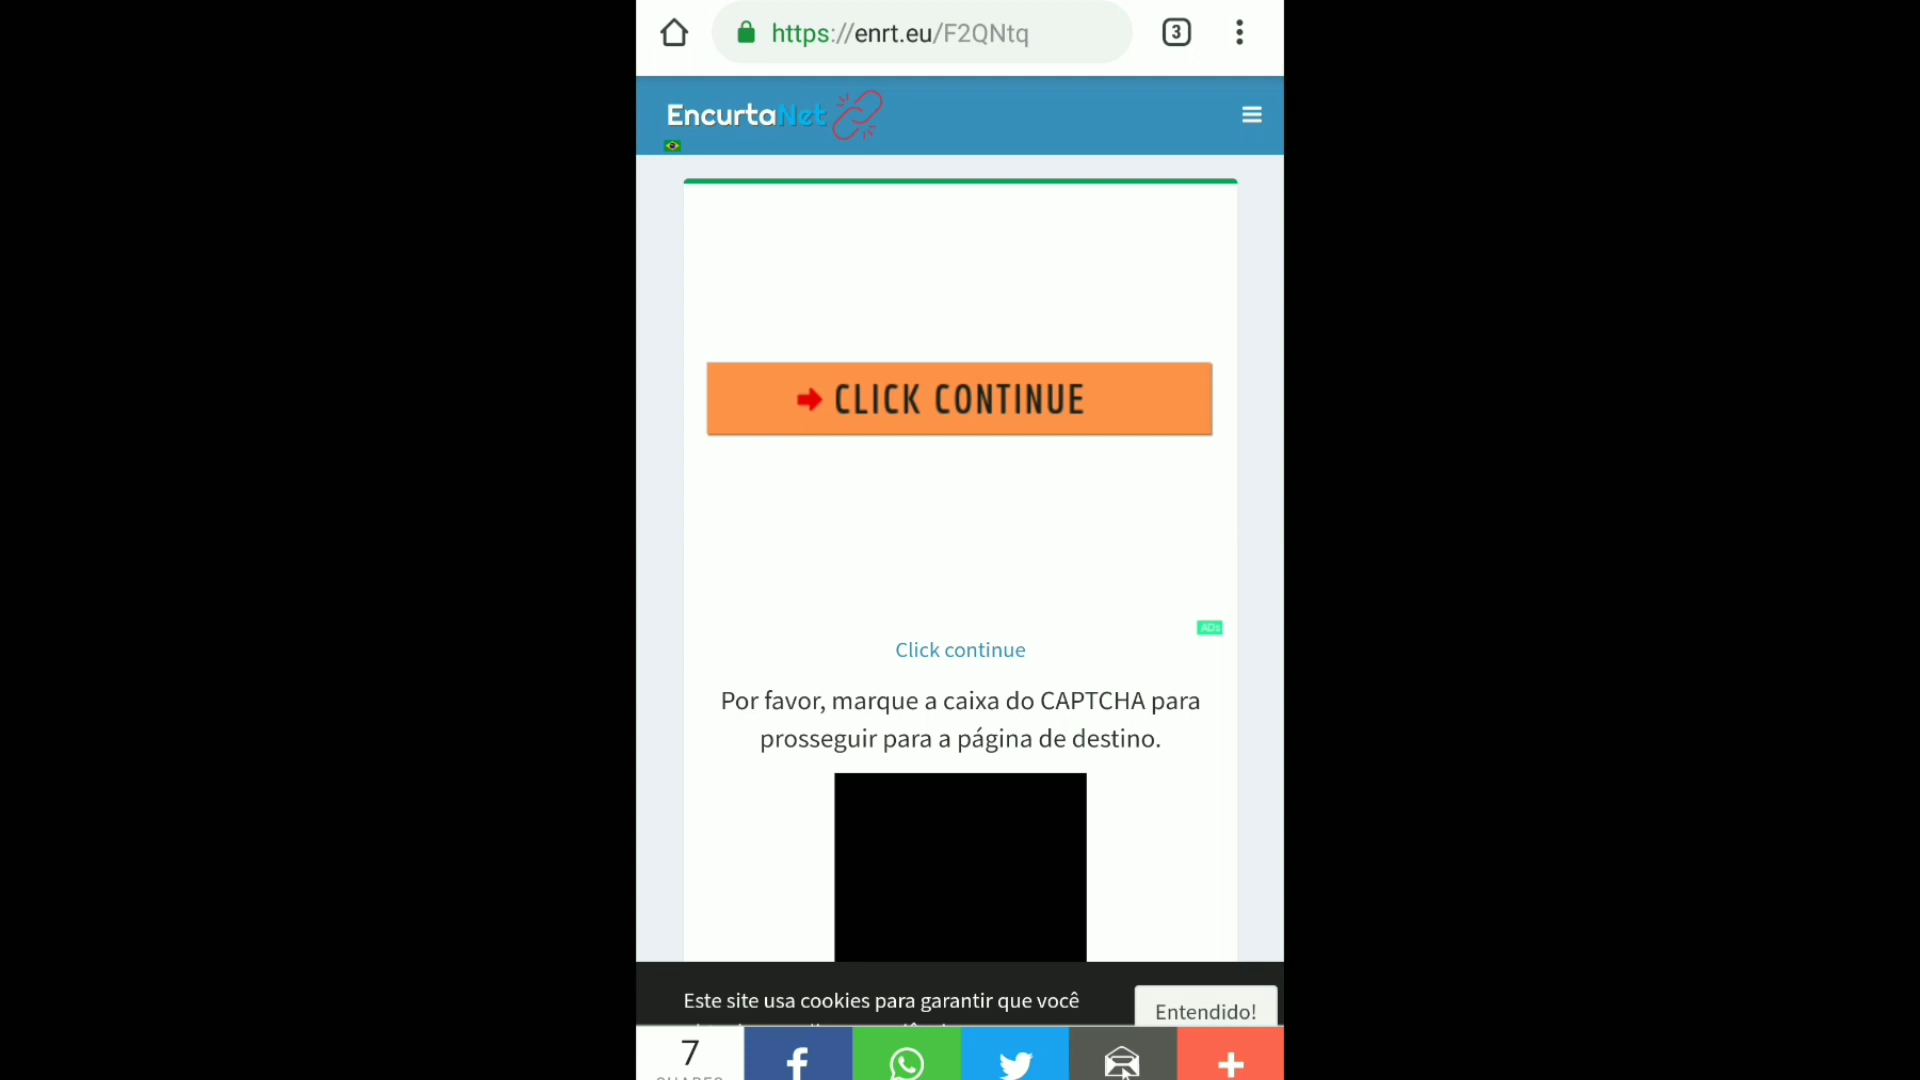 https://enrt.eu/F2QNtq
3
EncurtaNet
CLICK CONTINUE
ADs
Click continue
Por favor, marque a caixa do CAPTCHA para
prosseguir para a página de destino.
Este site usa cookies para garantir que você
Entendido!
7
SHARES